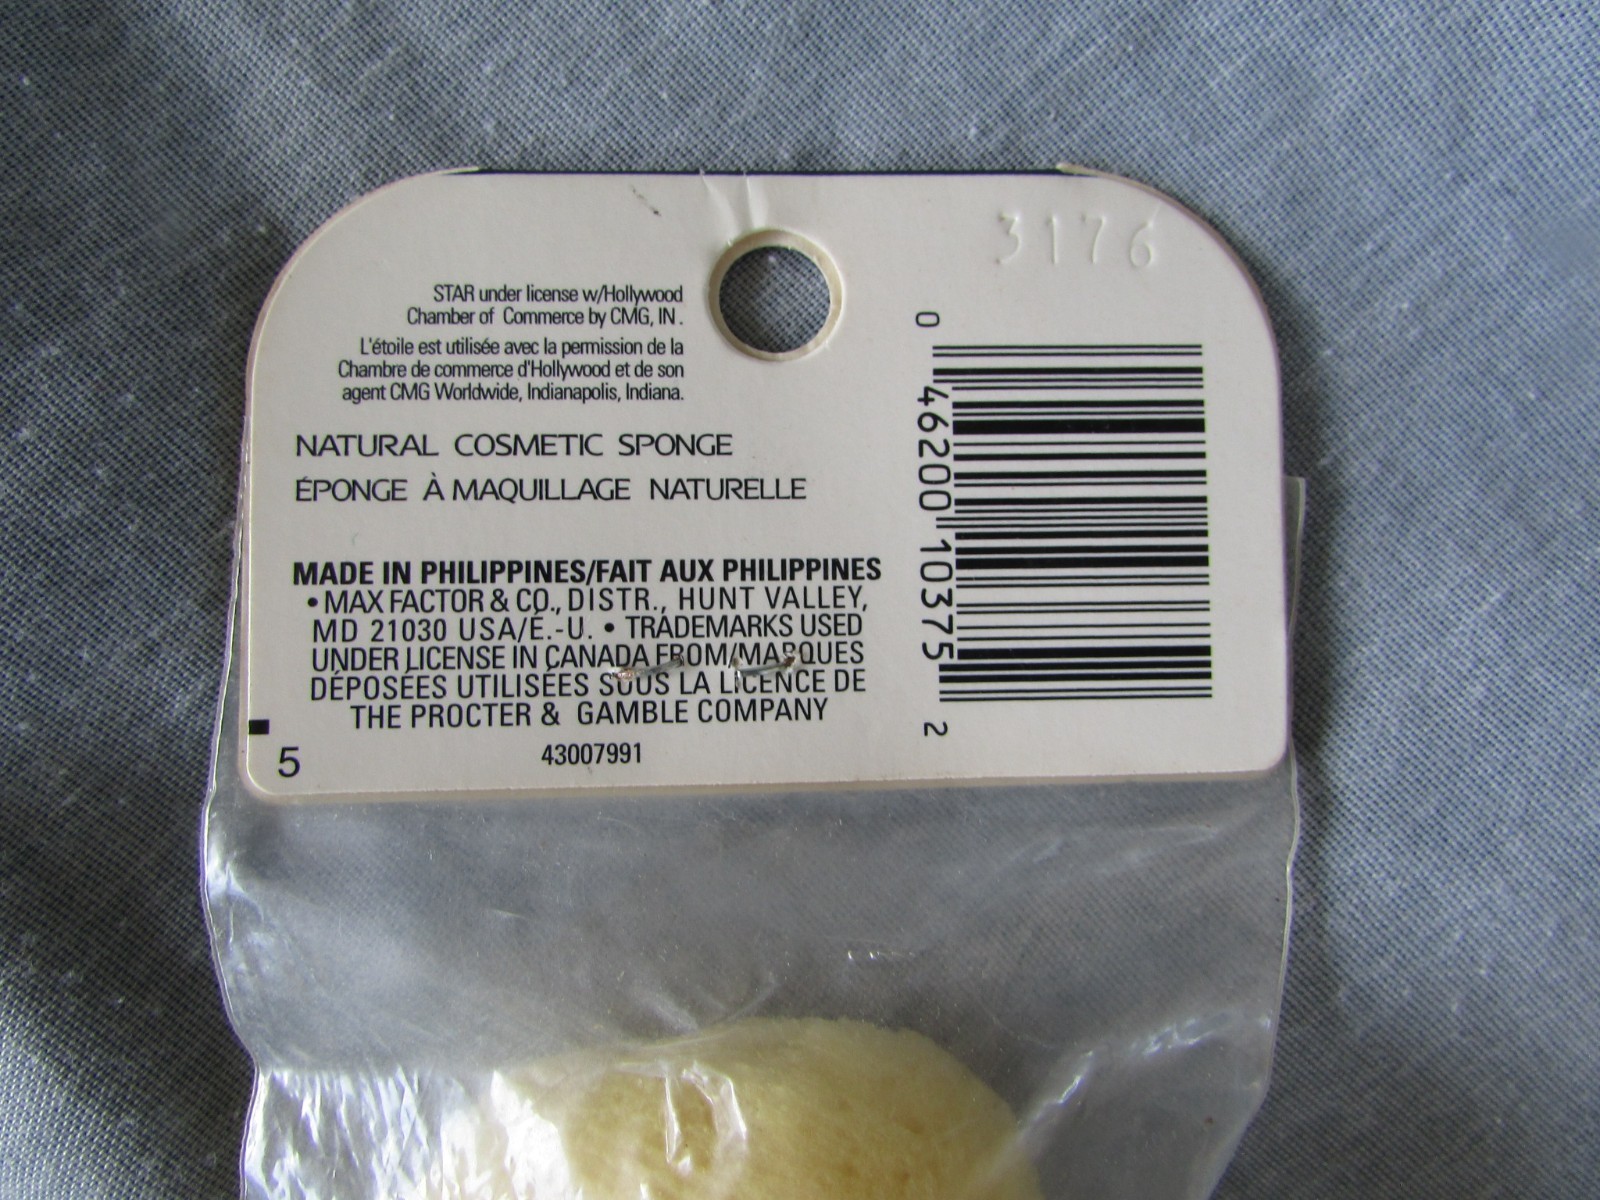 3176
STAR under license w/Hollywood
Chamber of Commerce by CMG, IN .
L'étoile est utilisée avec la permission de la
Chambre de commerce d'Hollywood et de son
agent CMG Worldwide, Indianapolis, Indiana.
NATURAL COSMETIC SPONGE
ÉPONGE À MAQUILLAGE NATURELLE
MADE IN PHILIPPINES/FAIT AUX PHILIPPINES
• MAX FACTOR & CO., DISTR., HUNT VALLEY,
MD 21030 USA/É.-U. • TRADEMARKS USED
UNDER LICENSE IN CANADA FROM/MARQUES
DÉPOSÉES UTILISÉES SOUS LA LICENCE DE
THE PROCTER & GAMBLE COMPANY
43007991
5
0 46200 10375 2